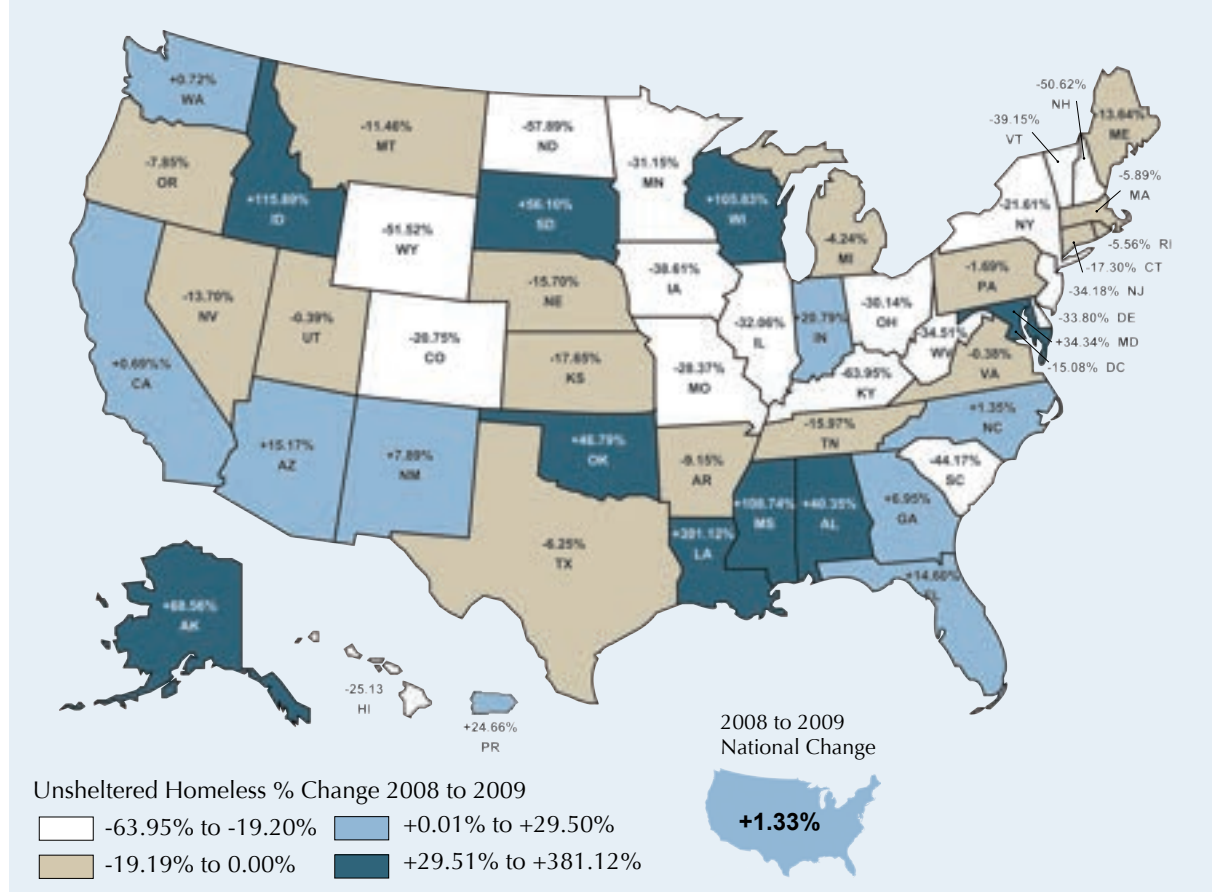 +0.72%
WA
-7.85%
OR
+115.89%
ID
-11.46%
MT
-57.89%
ND
-31.15%
MN
+105.83%
WI
-50.62%
NH
-39.15%
VT
-13.64%
ME
-5.89%
MA
-21.61%
NY
-5.56% RI
-17.30% CT
-34.18% NJ
-33.80% DE
+34.34% MD
-15.08% DC
-51.52%
WY
+56.10%
SD
-4.24%
MI
-1.69%
PA
-13.70%
NV
-0.39%
UT
-20.75%
CO
-15.70%
NE
IA
-32.06%
IL
+20.79%
IN
-30.14%
OH
-34.51%
WV
-0.38%
VA
+0.69%
CA
-17.65%
KS
-28.37%
MO
-63.95%
KY
+15.17%
AZ
+7.89%
NM
+46.79%
OK
-9.15%
AR
-15.97%
TN
+1.35%
NC
-44.17%
SC
-6.25%
TX
LA
+108.74%
MS
+40.35%
AL
+6.95%
GA
+14.60%
FL
+68.56%
AK
-25.13
HI
+24.66%
PR
2008 to 2009
National Change
+1.33%
Unsheltered Homeless % Change 2008 to 2009
-63.95% to -19.20%
+0.01% to +29.50%
-19.19% to 0.00%
+29.51% to +381.12%